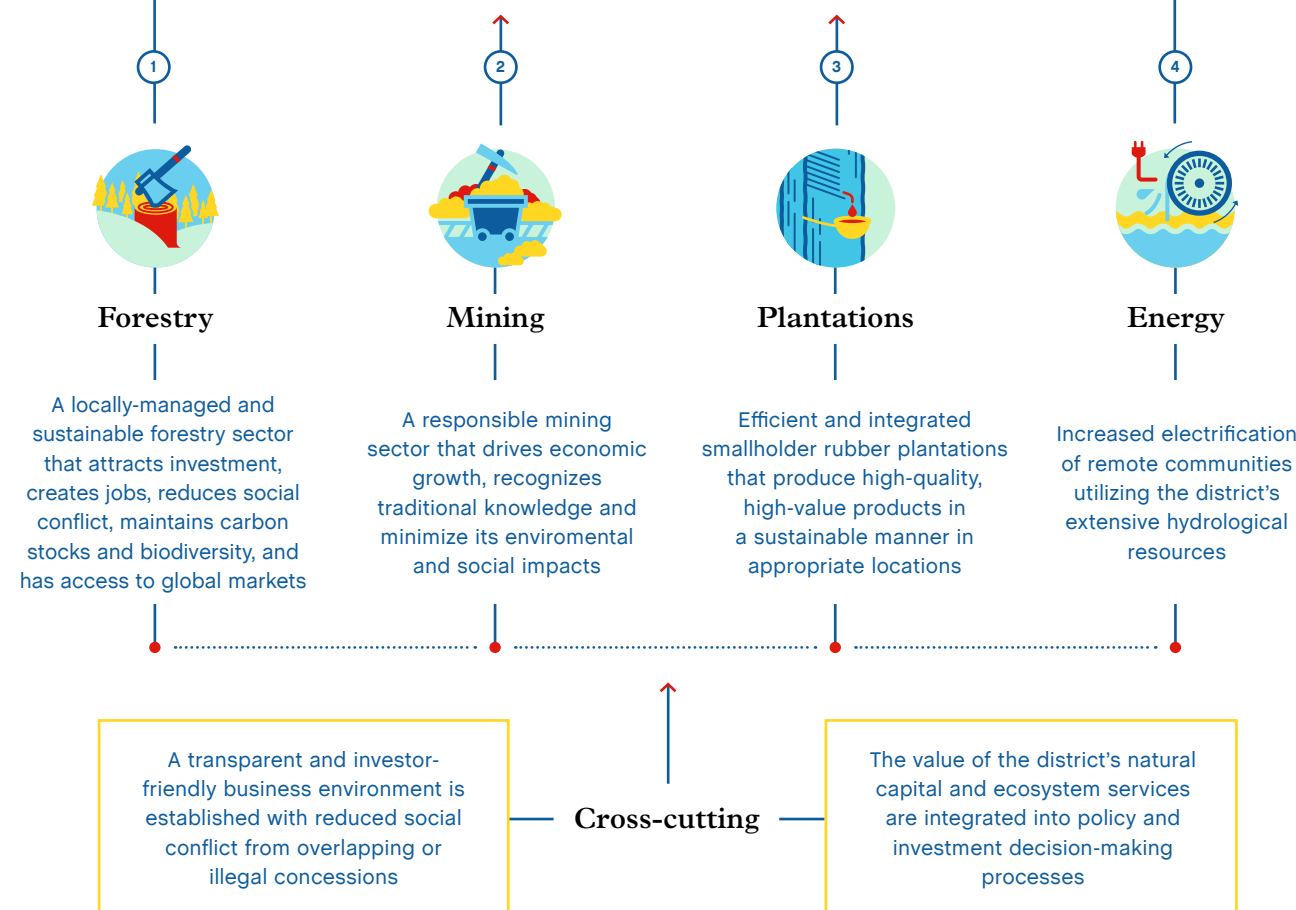 1
2
3
4
Forestry
Mining
Plantations
Energy
A locally-managed and
sustainable forestry sector
that attracts investment,
creates jobs, reduces social
conflict, maintains carbon
stocks and biodiversity, and
has access to global markets
A responsible mining
sector that drives economic
growth, recognizes
traditional knowledge and
minimize its enviromental
and social impacts
Efficient and integrated
smallholder rubber plantations
that produce high-quality,
high-value products in
a sustainable manner in
appropriate locations
Increased electrification
of remote communities
utilizing the district's
extensive hydrological
resources
A transparent and investor-
friendly business environment is
established with reduced social
conflict from overlapping or
illegal concessions
Cross-cutting
The value of the district's natural
capital and ecosystem services
are integrated into policy and
investment decision-making
processes